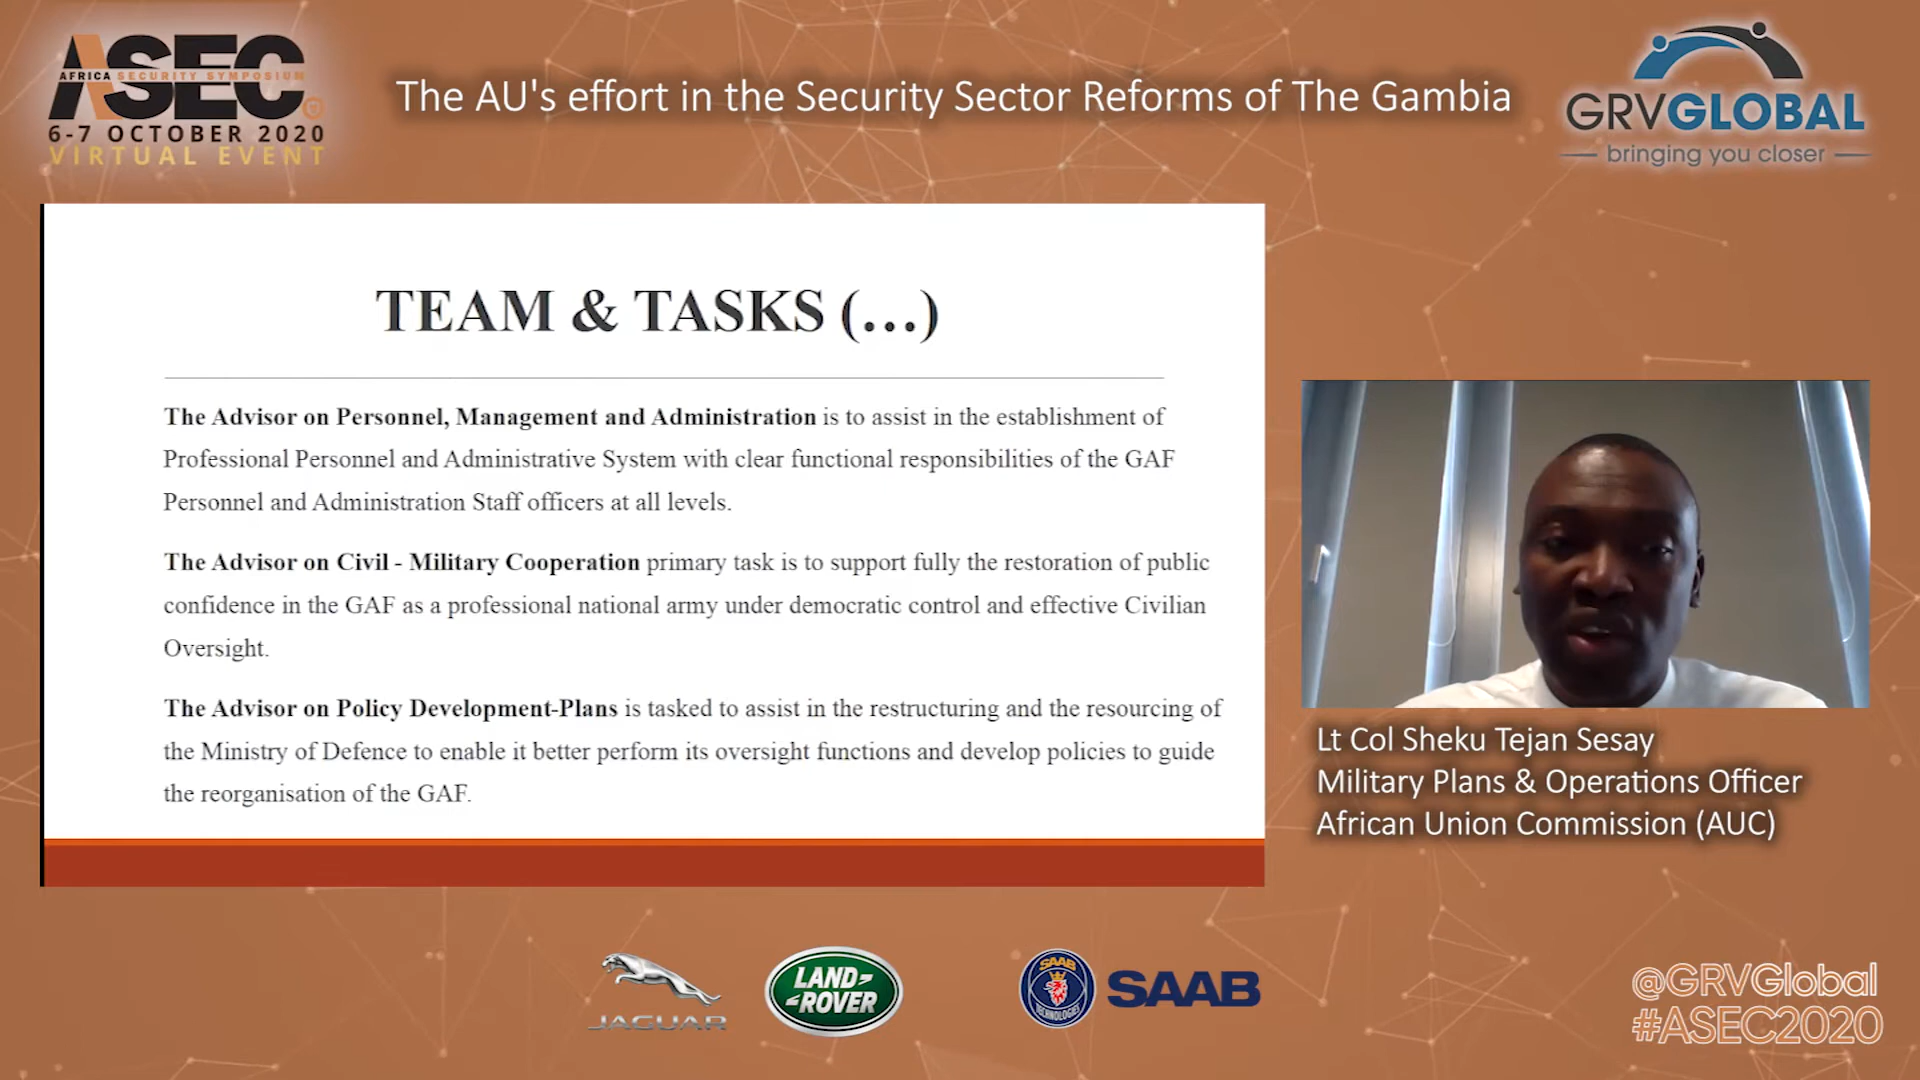 ASEC
AFRICA SECURITY SYMPOSIUM
6-7 OCTOBER 2020
VIRTUAL EVENT
The AU's effort in the Security Sector Reforms of The Gambia
GRVGLOBAL
bringing you closer
TEAM & TASKS (…)
The Advisor on Personnel, Management and Administration is to assist in the establishment of
Professional Personnel and Administrative System with clear functional responsibilities of the GAF
Personnel and Administration Staff officers at all levels.
The Advisor on Civil - Military Cooperation primary task is to support fully the restoration of public
confidence in the GAF as a professional national army under democratic control and effective Civilian
Oversight.
The Advisor on Policy Development-Plans is tasked to assist in the restructuring and the resourcing of
the Ministry of Defence to enable it better perform its oversight functions and develop policies to guide
the reorganisation of the GAF.
Lt Col Sheku Tejan Sesay
Military Plans & Operations Officer
African Union Commission (AUC)
JAGUAR
LAND-
-ROVER
SAAB
TECHNOLOGIES
SAAB
@GRVGlobal
#ASEC2020